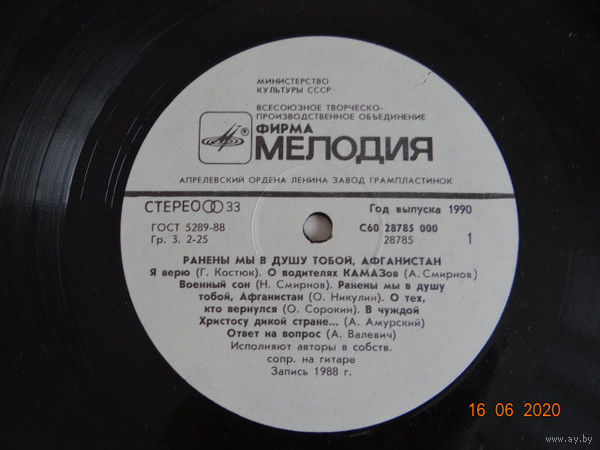 МИНИСТЕРСТВО
КУЛЬТУРЫ СССР
ВСЕСОЮЗНОЕ ТВОРЧЕСКО-
ПРОИЗВОДСТВЕННОЕ ОБЪЕДИНЕНИЕ
ФИРМА
® МЕЛОДИЯ
АПРЕЛЕВСКИЙ ОРДЕНА ЛЕНИНА ЗАВОД ГРАМПЛАСТИНОК
СТЕРЕО 33
Год выпуска 1990
ГОСТ 5289-88
С60 28785 000
Гр. 3. 2-25
28785 1
РАНЕНЫ МЫ В ДУШУ ТОБОЙ, АФГАНИСТАН
Я верю (Г. Костюк). О водителях КАМАЗов (А. Смирнов)
Военный сон (Н. Смирнов). Ранены мы в душу
тобой, Афганистан (О. Никулин). О тех,
кто вернулся (О. Сорокин). В чуждой
Христосу дикой стране... (А. Амурский)
Ответ на вопрос (А. Валевич)
Исполняют авторы в собств.
сопр. на гитаре
Запись 1988 г.
16 06 2020
www.ay.by